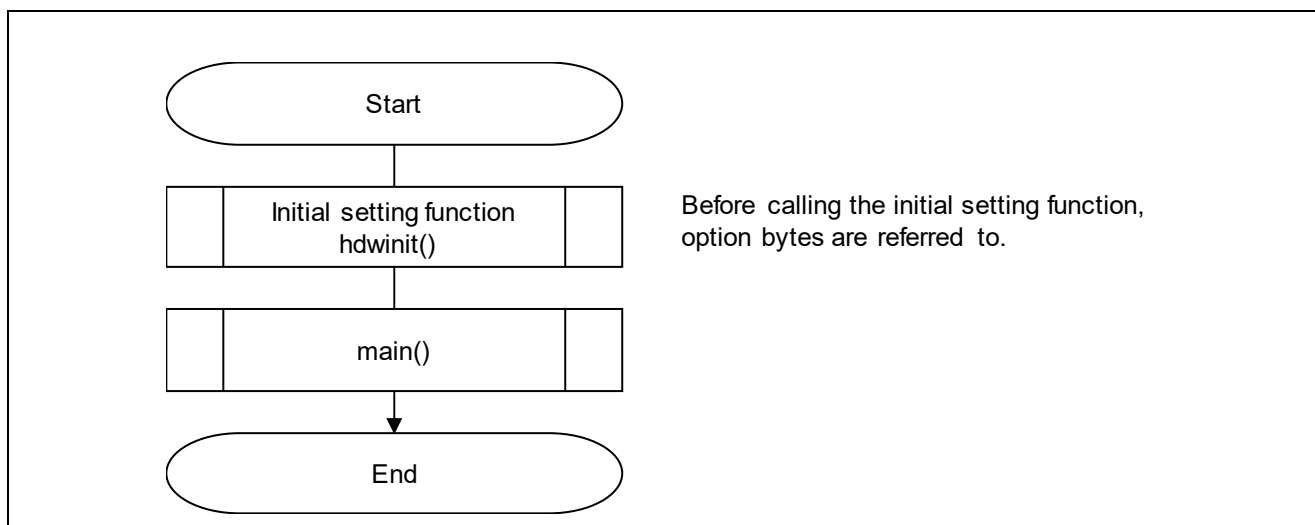 Start
Initial setting function
hdwinit()
Before calling the initial setting function,
option bytes are referred to.
main()
End